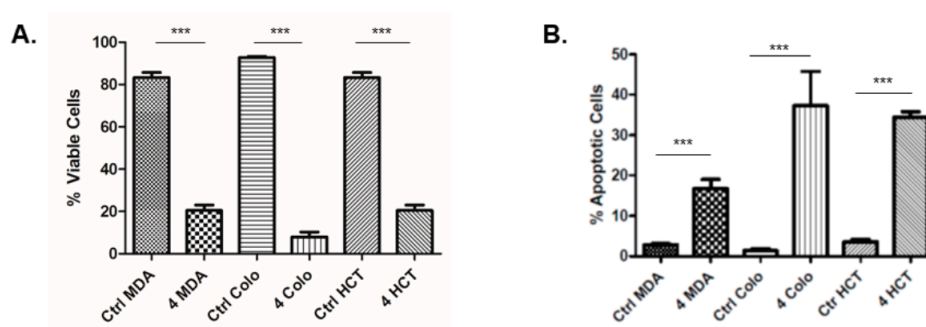 A.
*** *** ***
% Viable Cells
100
80
60
40
20
0
Ctrl MDA
4 MDA
Ctrl Colo
4 Colo
Ctrl HCT
4 HCT
B.
***
***
***
% Apoptotic Cells
50
40
30
20
10
0
Ctrl MDA
4 MDA
Ctrl Colo
4 Colo
Ctr HCT
4 HCT